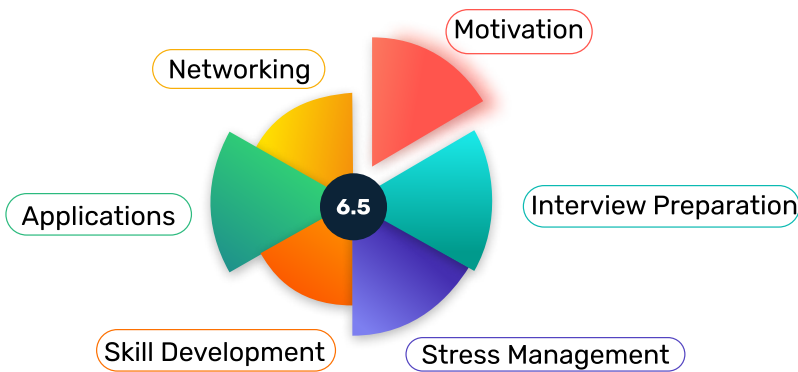 Motivation
Networking
Applications
6.5
Interview Preparation
Skill Development
Stress Management